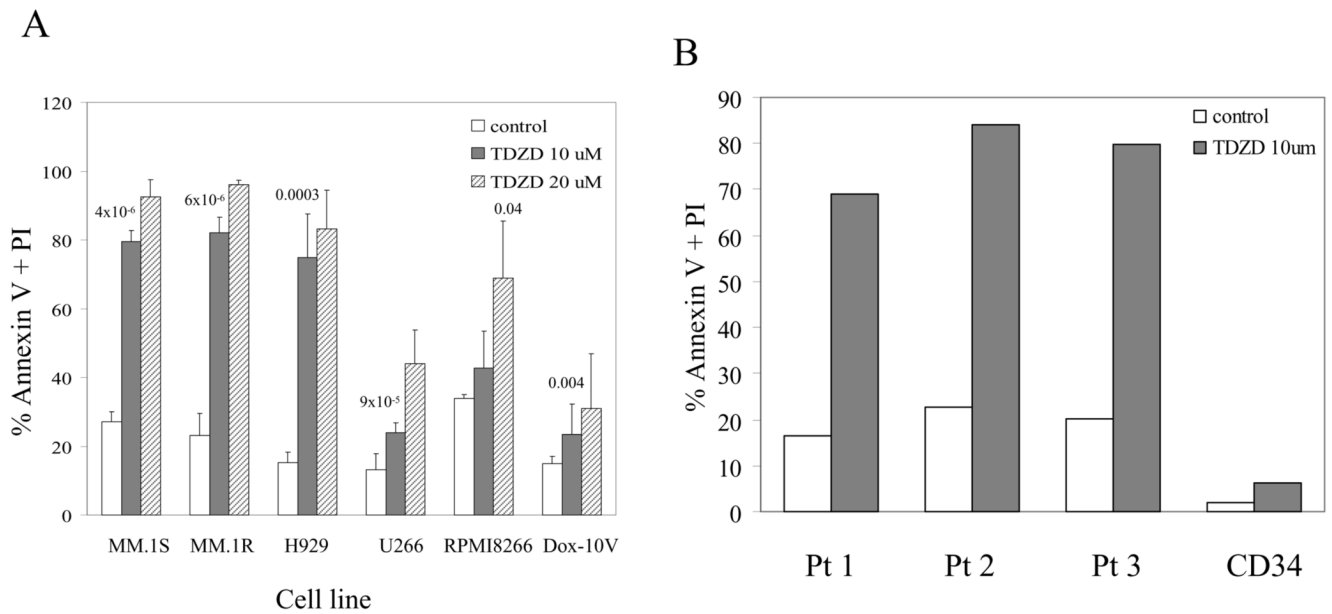 A
% Annexin V + PI
120
100
80
60
40
20
0
control
TDZD 10 uM
TDZD 20 uM
4x10⁻⁶
6x10⁻⁶
0.0003
9x10⁻⁵
0.04
0.004
MM.1S MM.1R H929 U266 RPMI8266 Dox-10V
Cell line
B
% Annexin V + PI
90
80
70
60
50
40
30
20
10
0
control
TDZD 10um
Pt 1 Pt 2 Pt 3 CD34